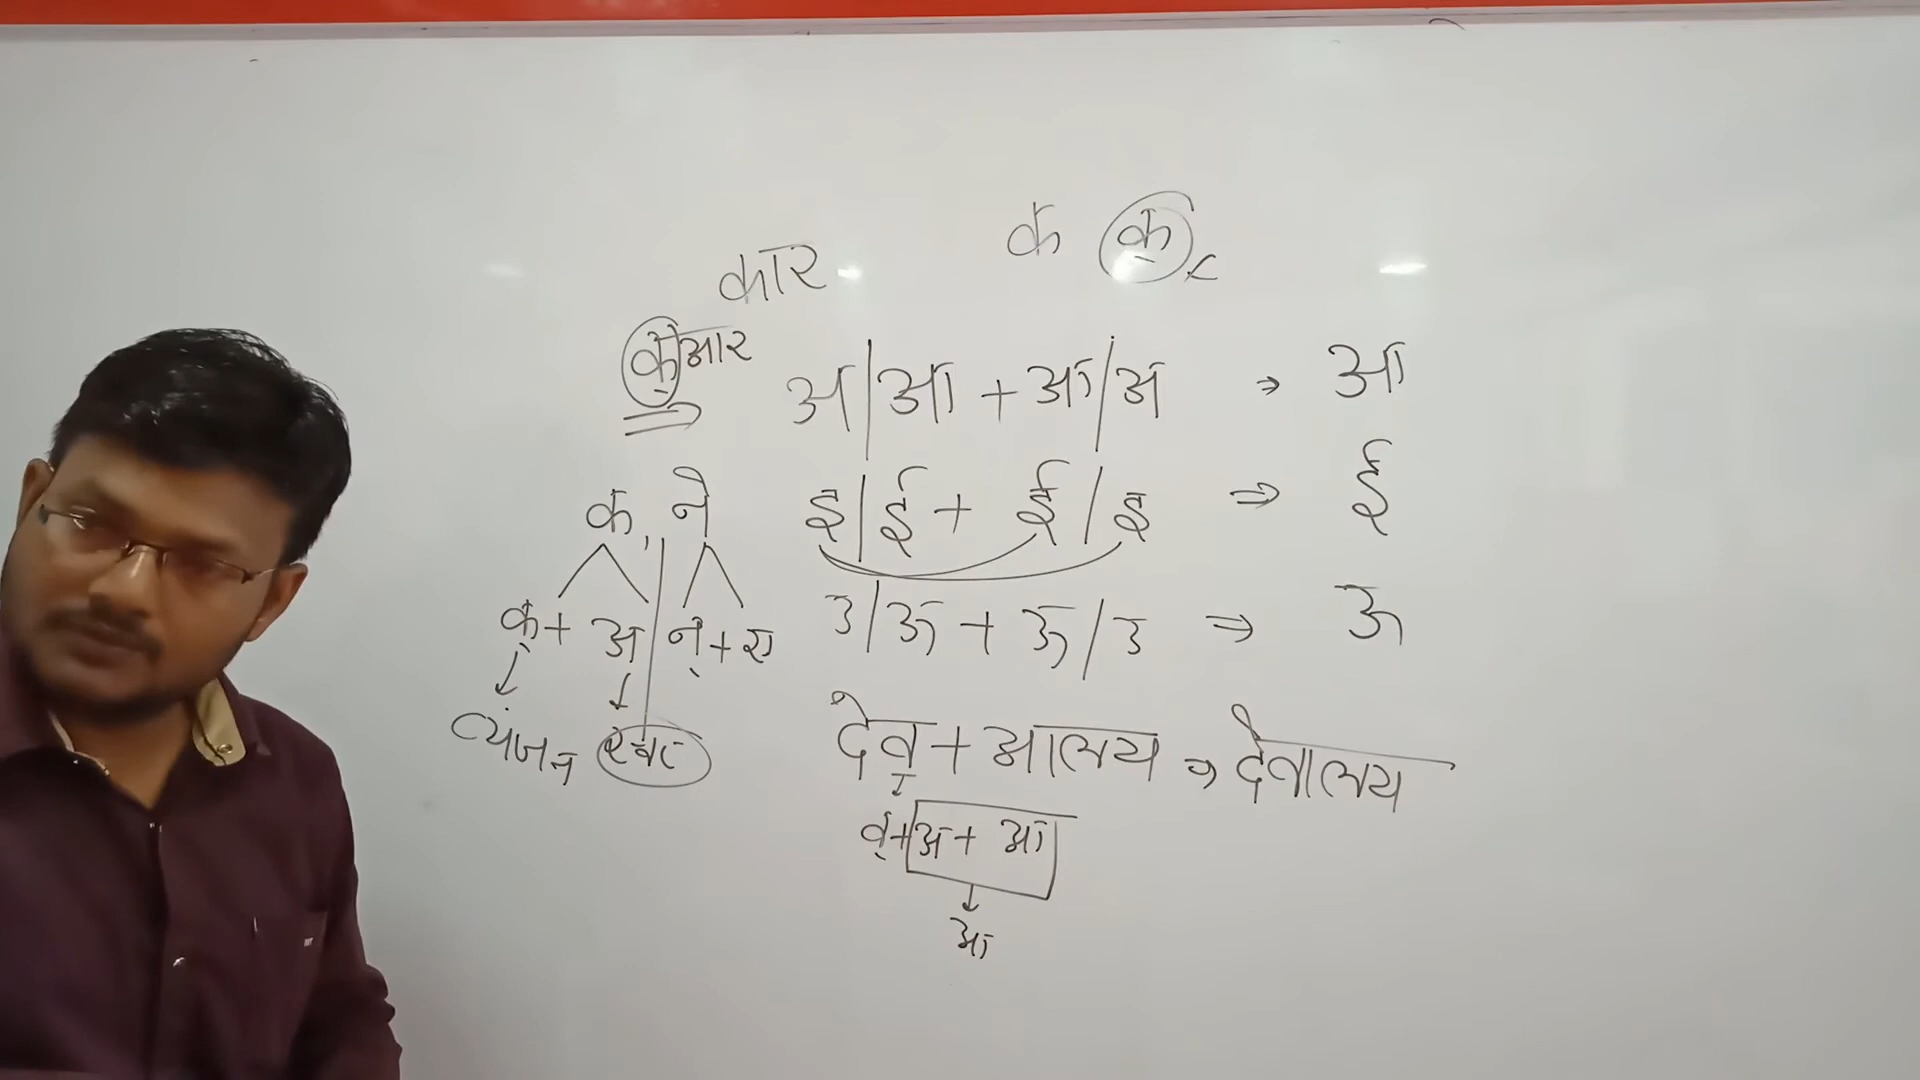 क क्
कार
क्आर
अ/आ + आ/अ → आ
इ/ई + ई/इ ⇒ ई
क, ने
उ/ऊ + ऊ/उ ⇒ ऊ
क् + अ न् + ए
देव + आलय → देवालय
व्यंजन स्वर
व् + अ + आ
आ